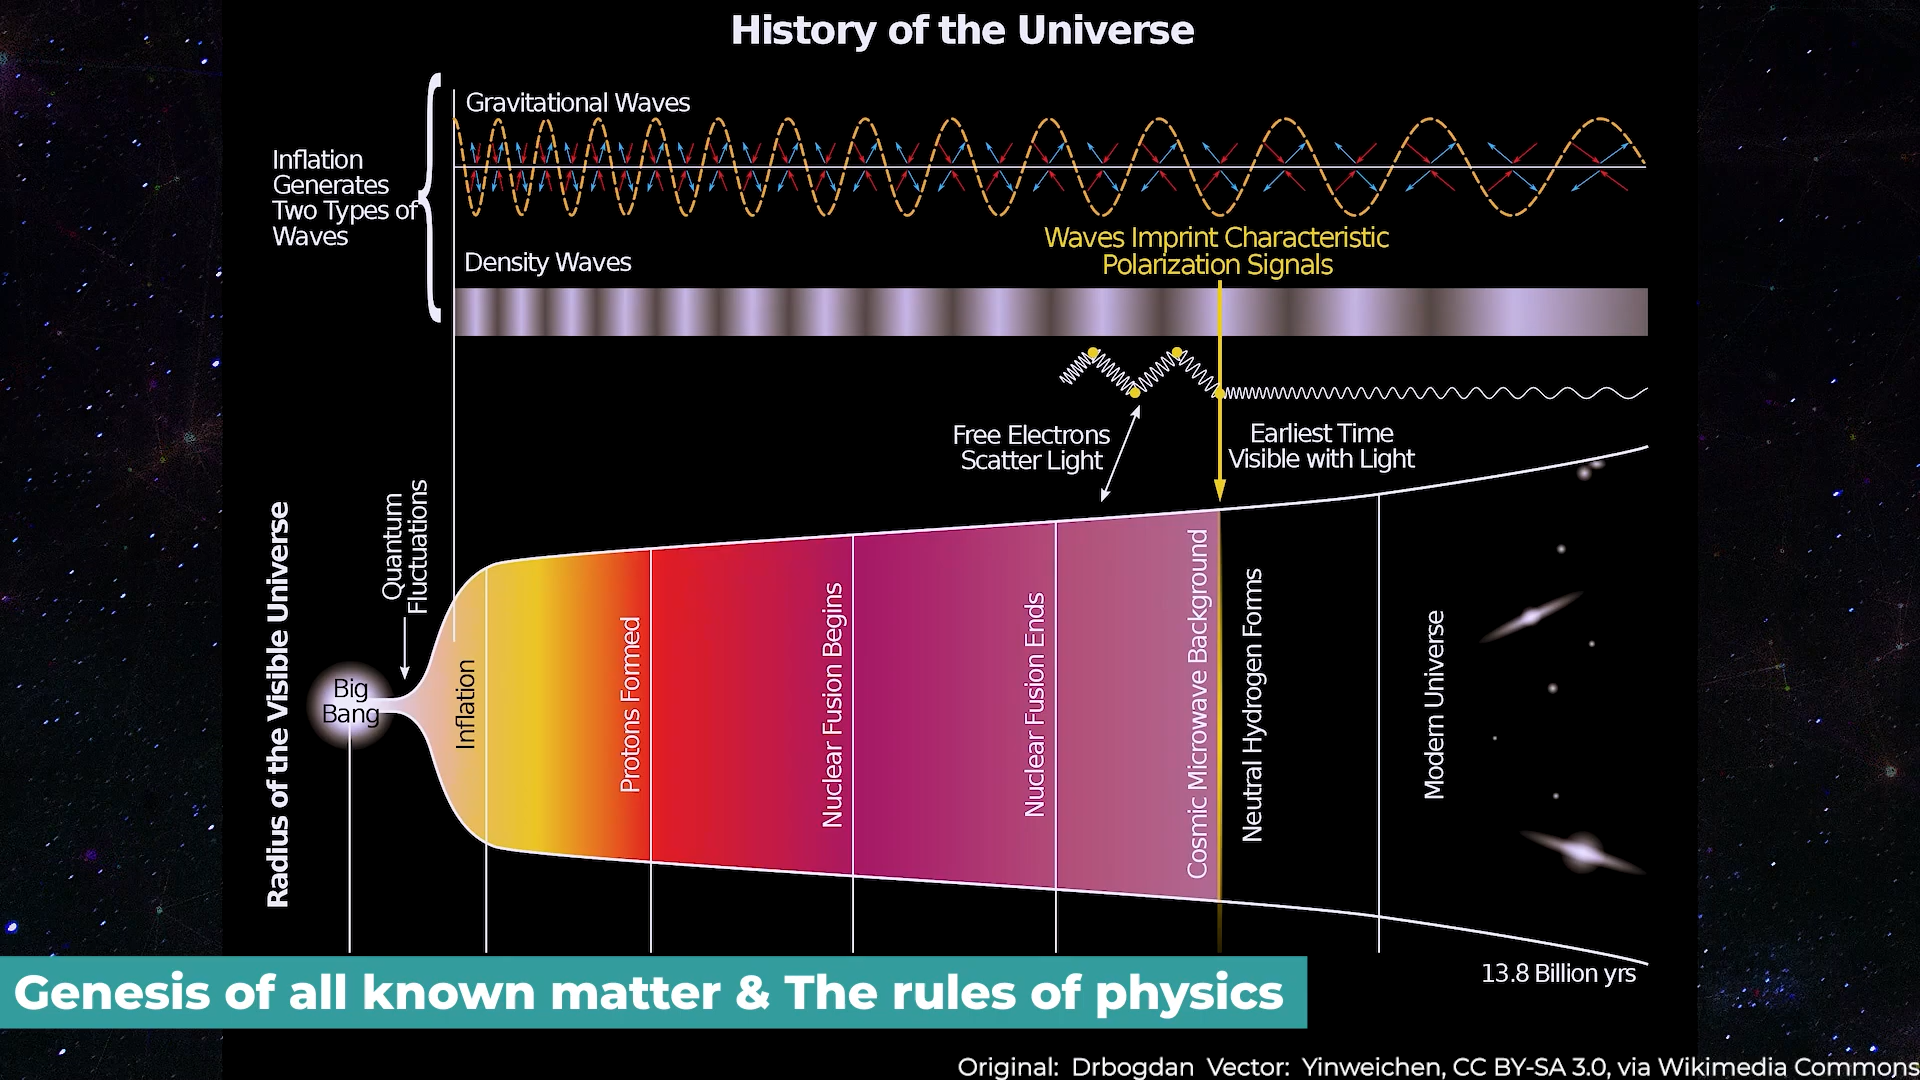 History of the Universe
Gravitational Waves
Inflation
Generates
Two Types of
Waves
Waves Imprint Characteristic
Polarization Signals
Density Waves
Free Electrons
Scatter Light
Earliest Time
Visible with Light
Radius of the Visible Universe
Quantum
Fluctuations
Big
Bang
Inflation
Protons Formed
Nuclear Fusion Begins
Nuclear Fusion Ends
Cosmic Microwave Background
Neutral Hydrogen Forms
Modern Universe
13.8 Billion yrs
Genesis of all known matter & The rules of physics
Original: Drbogdan Vector: Yinweichen, CC BY-SA 3.0, via Wikimedia Commons